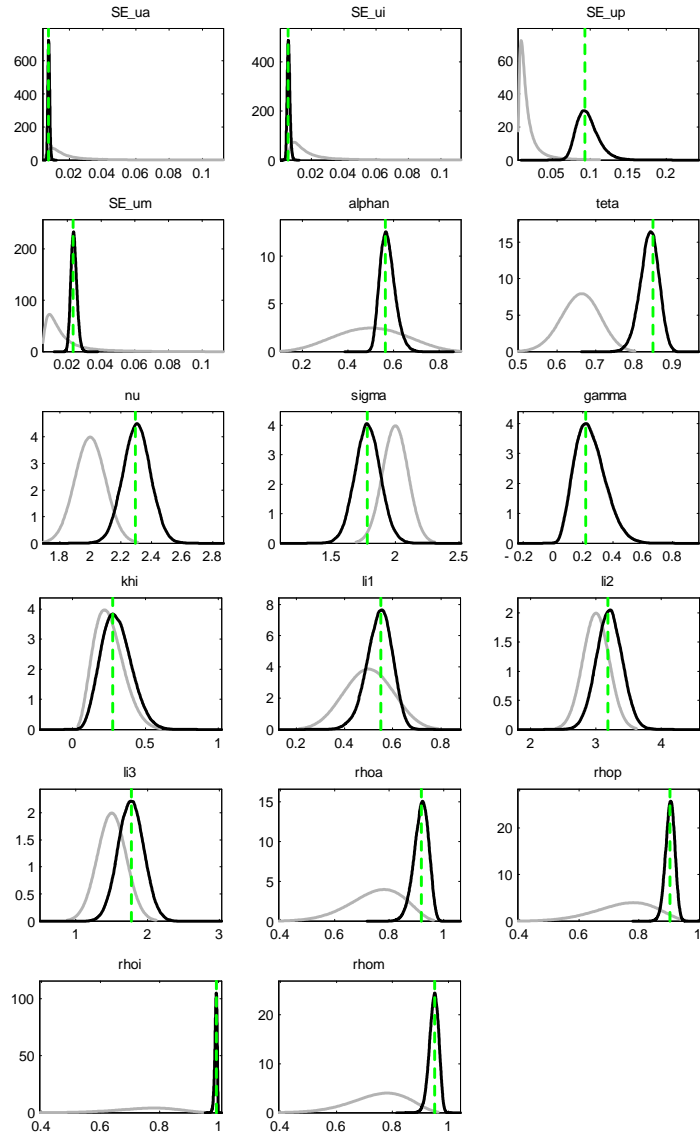 SE_ua SE_ui SE_up
600 400 200 0
0.02 0.04 0.06 0.08 0.1
400 200 0
0.02 0.04 0.06 0.08 0.1
60 40 20 0
0.05 0.1 0.15 0.2
SE_um alphan teta
200 100 0
0.02 0.04 0.06 0.08 0.1
10 5 0
0.2 0.4 0.6 0.8
15 10 5 0
0.5 0.6 0.7 0.8 0.9
nu sigma gamma
4 3 2 1 0
1.8 2 2.2 2.4 2.6 2.8
4 3 2 1 0
1.5 2 2.5
4 3 2 1 0
- 0.2 0 0.2 0.4 0.6 0.8
khi li1 li2
4 3 2 1 0
0 0.5 1
8 6 4 2 0
0.2 0.4 0.6 0.8
2 1.5 1 0.5 0
2 3 4
li3 rhoa rhop
2 1.5 1 0.5 0
1 2 3
15 10 5 0
0.4 0.6 0.8 1
20 10 0
0.4 0.6 0.8 1
rhoi rhom
100 50 0
0.4 0.6 0.8 1
20 10 0
0.4 0.6 0.8 1